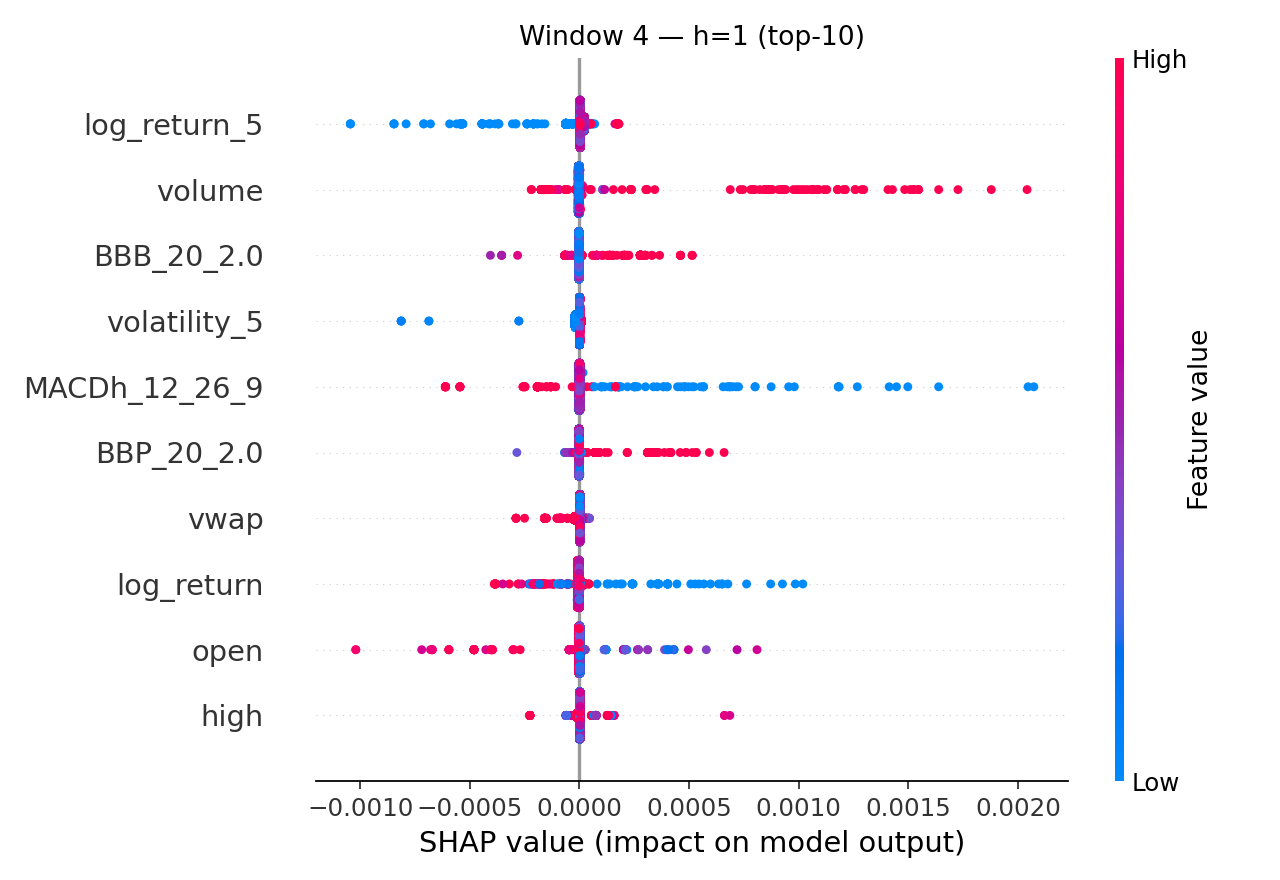 Window 4 — h=1 (top-10)
High
log_return_5
volume
BBB_20_2.0
volatility_5
MACDh_12_26_9
BBP_20_2.0
vwap
log_return
open
high
Feature value
Low
−0.0010 −0.0005 0.0000 0.0005 0.0010 0.0015 0.0020
SHAP value (impact on model output)